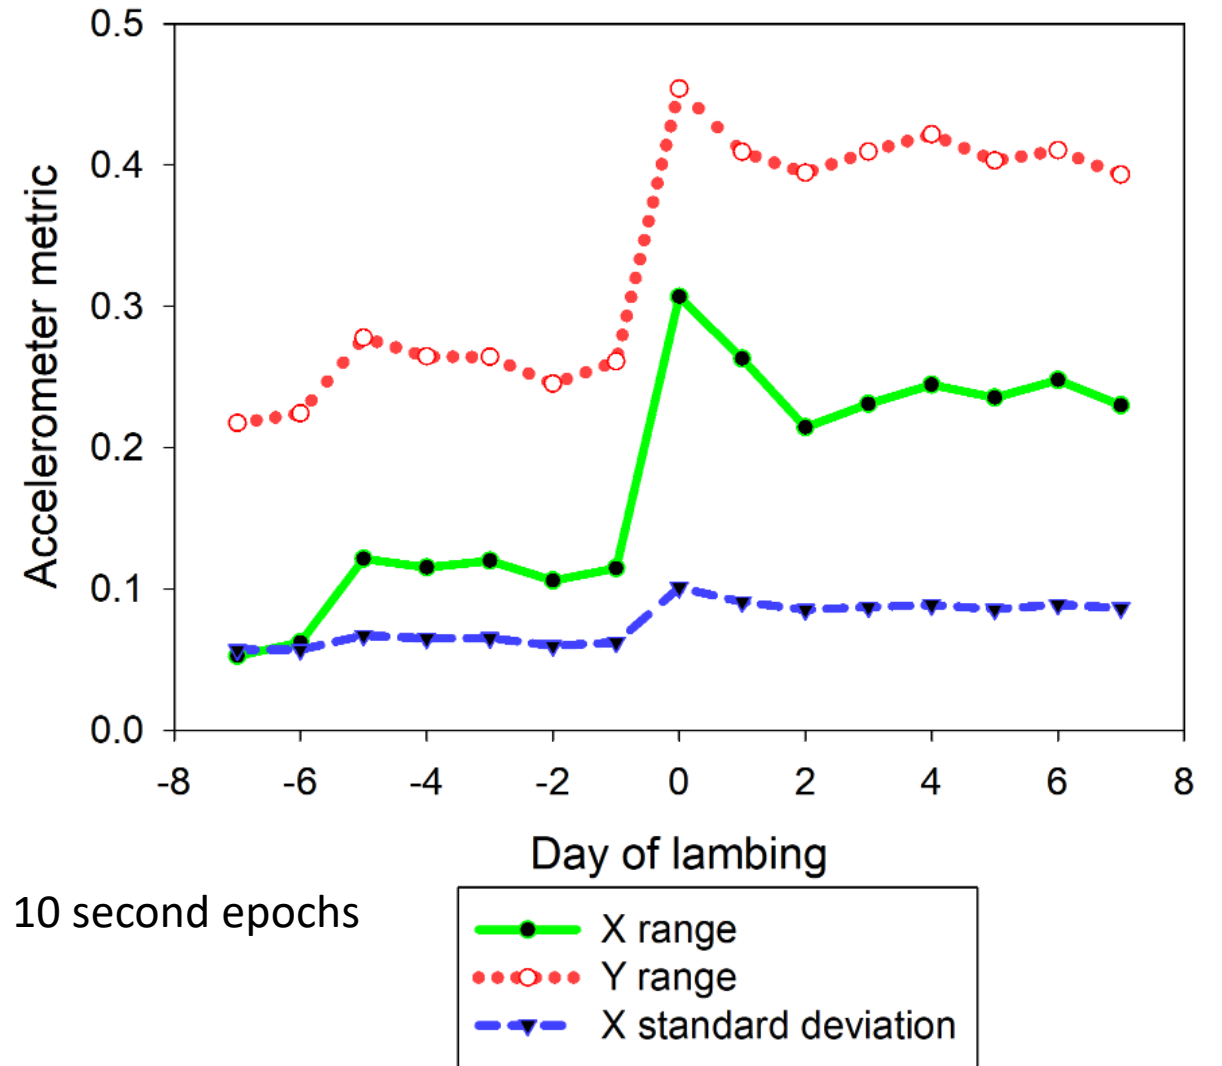 0.5
0.4
0.3
0.2
0.1
0.0
Accelerometer metric
-8 -6 -4 -2 0 2 4 6 8
Day of lambing
10 second epochs
X range
Y range
X standard deviation